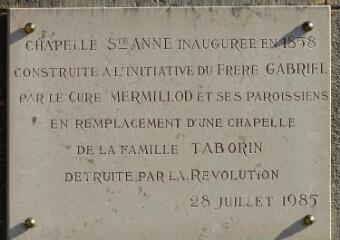 CHAPELLE STE ANNE INAUGUREE EN 1858
CONSTRUITE A L'INITIATIVE DU FRERE GABRIEL
PAR LE CURE MERMILLOD ET SES PAROISSIENS
EN REMPLACEMENT D'UNE CHAPELLE
DE LA FAMILLE TABORIN
DETRUITE PAR LA REVOLUTION
28 JUILLET 1985